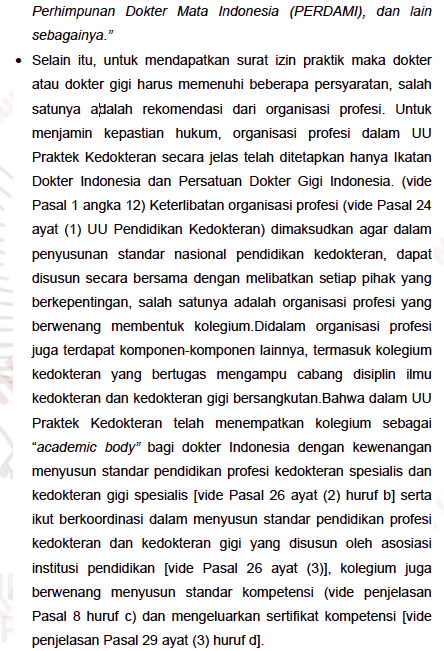 Perhimpunan Dokter Mata Indonesia (PERDAMI), dan lain
sebagainya.”
• Selain itu, untuk mendapatkan surat izin praktik maka dokter
atau dokter gigi harus memenuhi beberapa persyaratan, salah
satunya adalah rekomendasi dari organisasi profesi. Untuk
menjamin kepastian hukum, organisasi profesi dalam UU
Praktek Kedokteran secara jelas telah ditetapkan hanya Ikatan
Dokter Indonesia dan Persatuan Dokter Gigi Indonesia. (vide
Pasal 1 angka 12) Keterlibatan organisasi profesi (vide Pasal 24
ayat (1) UU Pendidikan Kedokteran) dimaksudkan agar dalam
penyusunan standar nasional pendidikan kedokteran, dapat
disusun secara bersama dengan melibatkan setiap pihak yang
berkepentingan, salah satunya adalah organisasi profesi yang
berwenang membentuk kolegium.Didalam organisasi profesi
juga terdapat komponen-komponen lainnya, termasuk kolegium
kedokteran yang bertugas mengampu cabang disiplin ilmu
kedokteran dan kedokteran gigi bersangkutan.Bahwa dalam UU
Praktek Kedokteran telah menempatkan kolegium sebagai
“academic body” bagi dokter Indonesia dengan kewenangan
menyusun standar pendidikan profesi kedokteran spesialis dan
kedokteran gigi spesialis [vide Pasal 26 ayat (2) huruf b] serta
ikut berkoordinasi dalam menyusun standar pendidikan profesi
kedokteran dan kedokteran gigi yang disusun oleh asosiasi
institusi pendidikan [vide Pasal 26 ayat (3)], kolegium juga
berwenang menyusun standar kompetensi (vide penjelasan
Pasal 8 huruf c) dan mengeluarkan sertifikat kompetensi [vide
penjelasan Pasal 29 ayat (3) huruf d].